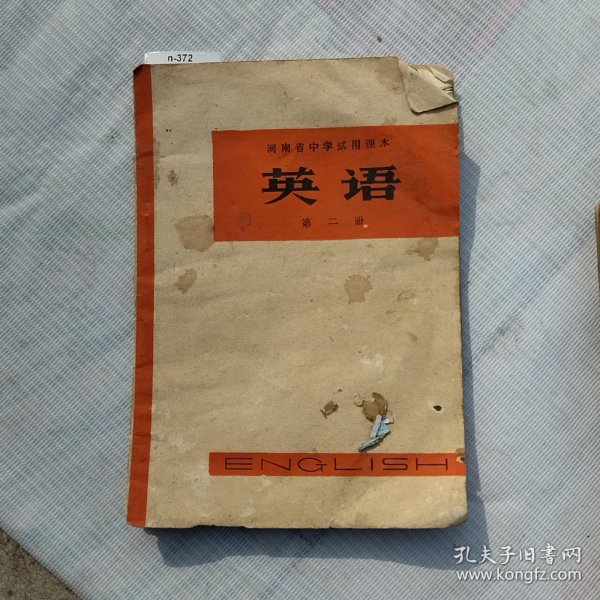 n-372
河南省中学试用课本
英语
第二册
ENGLISH
孔夫子旧书网
www.kongfz.com